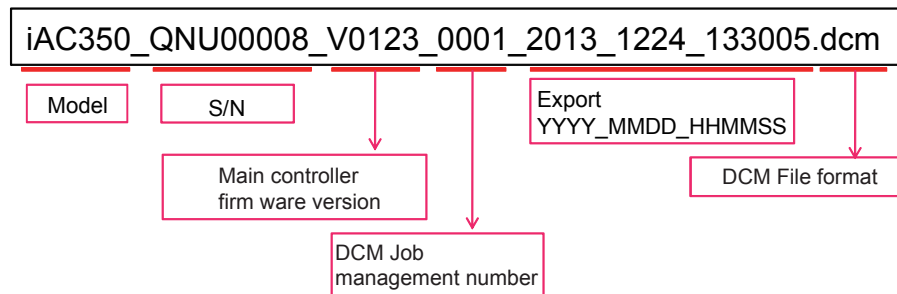 iAC350_QNU00008_V0123_0001_2013_1224_133005.dcm
Model
S/N
Export
YYYY_MMDD_HHMMSS
Main controller
firm ware version
DCM File format
DCM Job
management number